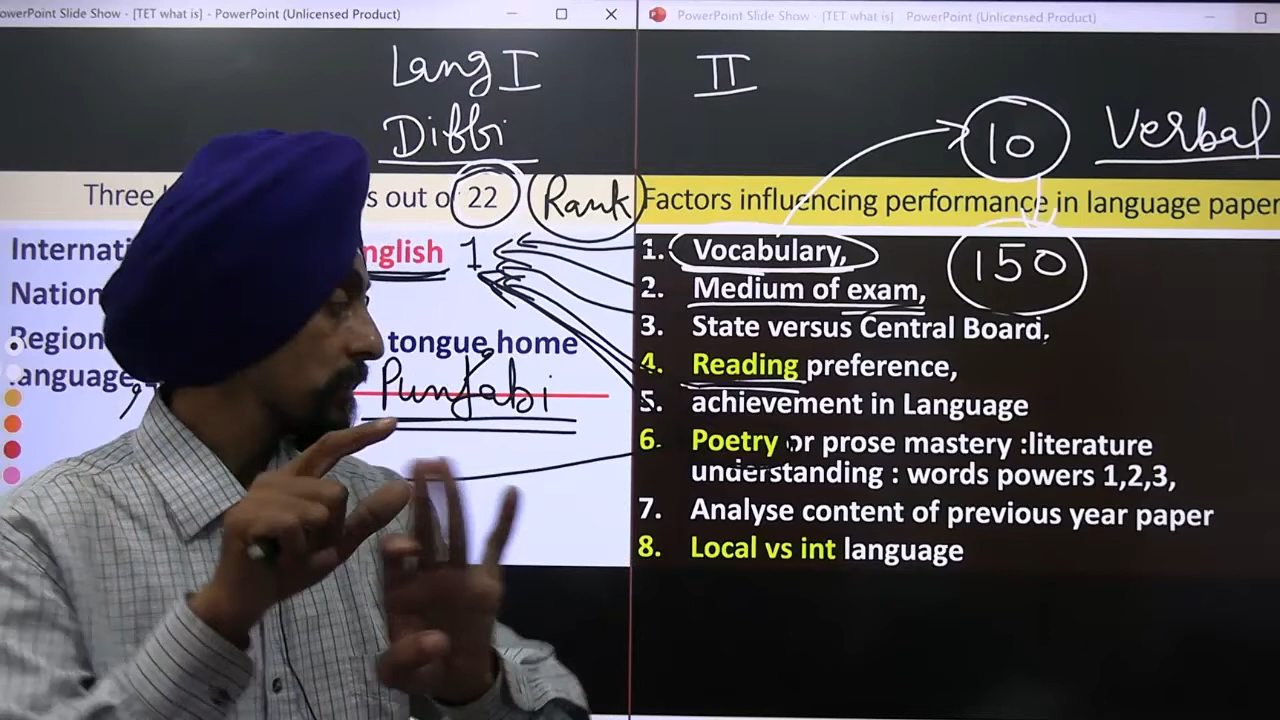 owerPoint Slide Show - [TET what is] - PowerPoint (Unlicensed Product)
PowerPoint Slide Show - [TET what is] - PowerPoint (Unlicensed Product)
Lang I
II
Diffi
10
Verbal
Three
s out o 22
Rank
Factors influencing performance in language paper
Internati
nglish 1
Nation
Region
tongue, home
language
Punjabi
1. Vocabulary,
150
2. Medium of exam,
3. State versus Central Board,
4. Reading preference,
5. achievement in Language
6. Poetry or prose mastery :literature
understanding : words powers 1,2,3,
7. Analyse content of previous year paper
8. Local vs int language